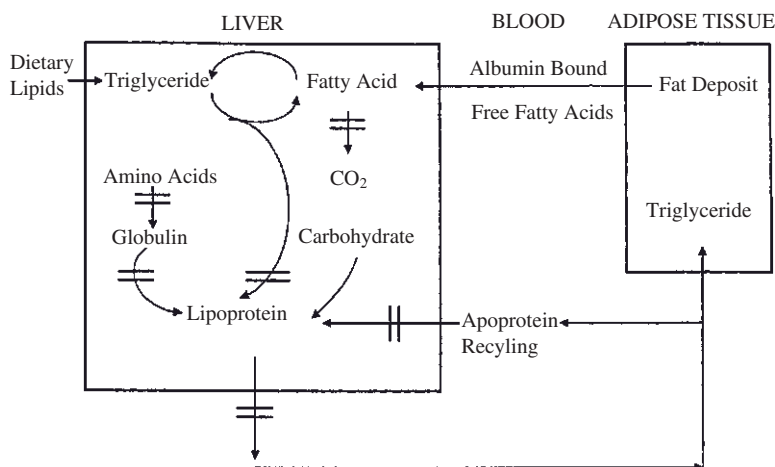 LIVER
BLOOD
ADIPOSE TISSUE
Dietary
Lipids
Triglyceride
Fatty Acid
Albumin Bound
Free Fatty Acids
Fat Deposit
CO₂
Amino Acids
Globulin
Carbohydrate
Triglyceride
Lipoprotein
Apoprotein
Recyling